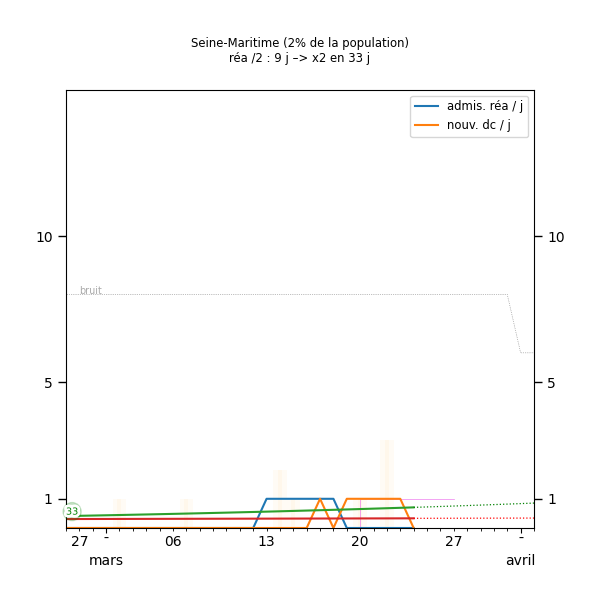 Seine-Maritime (2% de la population)
réa /2 : 9 j –> x2 en 33 j
admis. réa / j
nouv. dc / j
10
10
bruit
5
5
1
1
33
27 - 06 13 20 27 -
mars avril